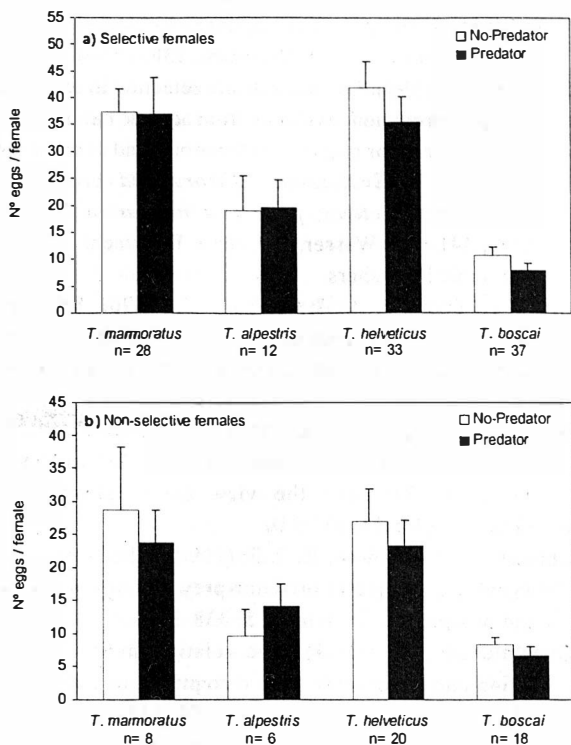 a) Selective females
No-Predator
Predator
Nº eggs / female
50
45
40
35
30
25
20
15
10
5
0
T. marmoratus T. alpestris T. helveticus T. boscai
n= 28 n= 12 n= 33 n= 37
b) Non-selective females
No-Predator
Predator
Nº eggs / female
45
40
35
30
25
20
15
10
5
0
T. marmoratus T. alpestris T. helveticus T. boscai
n= 8 n= 6 n= 20 n= 18